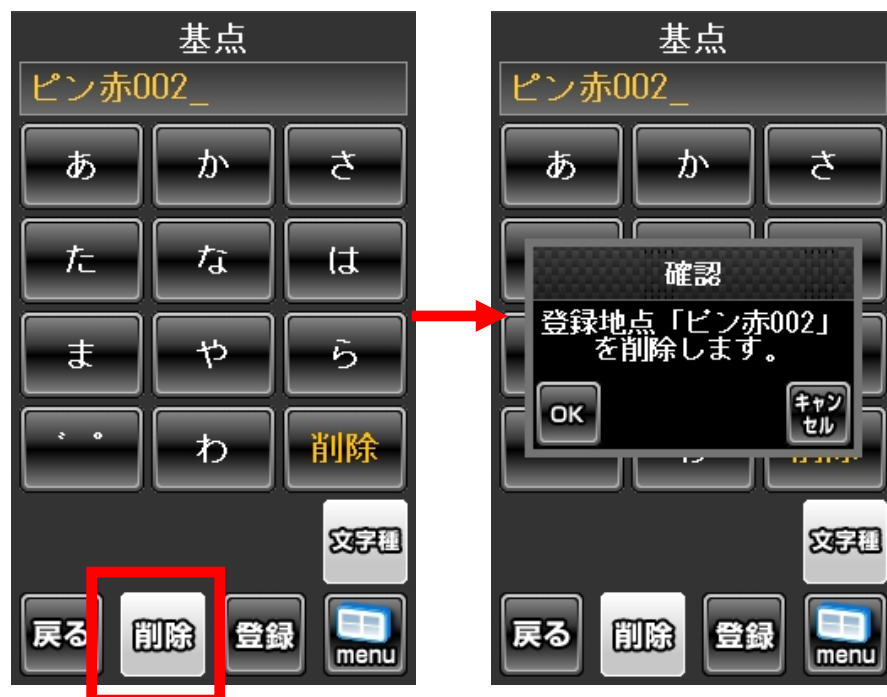 基点
ピン赤002_
あ か さ
た な は
ま や ら
゛゜ わ 削除
文字種
戻る 削除 登録 menu
基点
ピン赤002_
あ か さ
確認
登録地点「ピン赤002」
を削除します。
OK キャンセル
文字種
戻る 削除 登録 menu